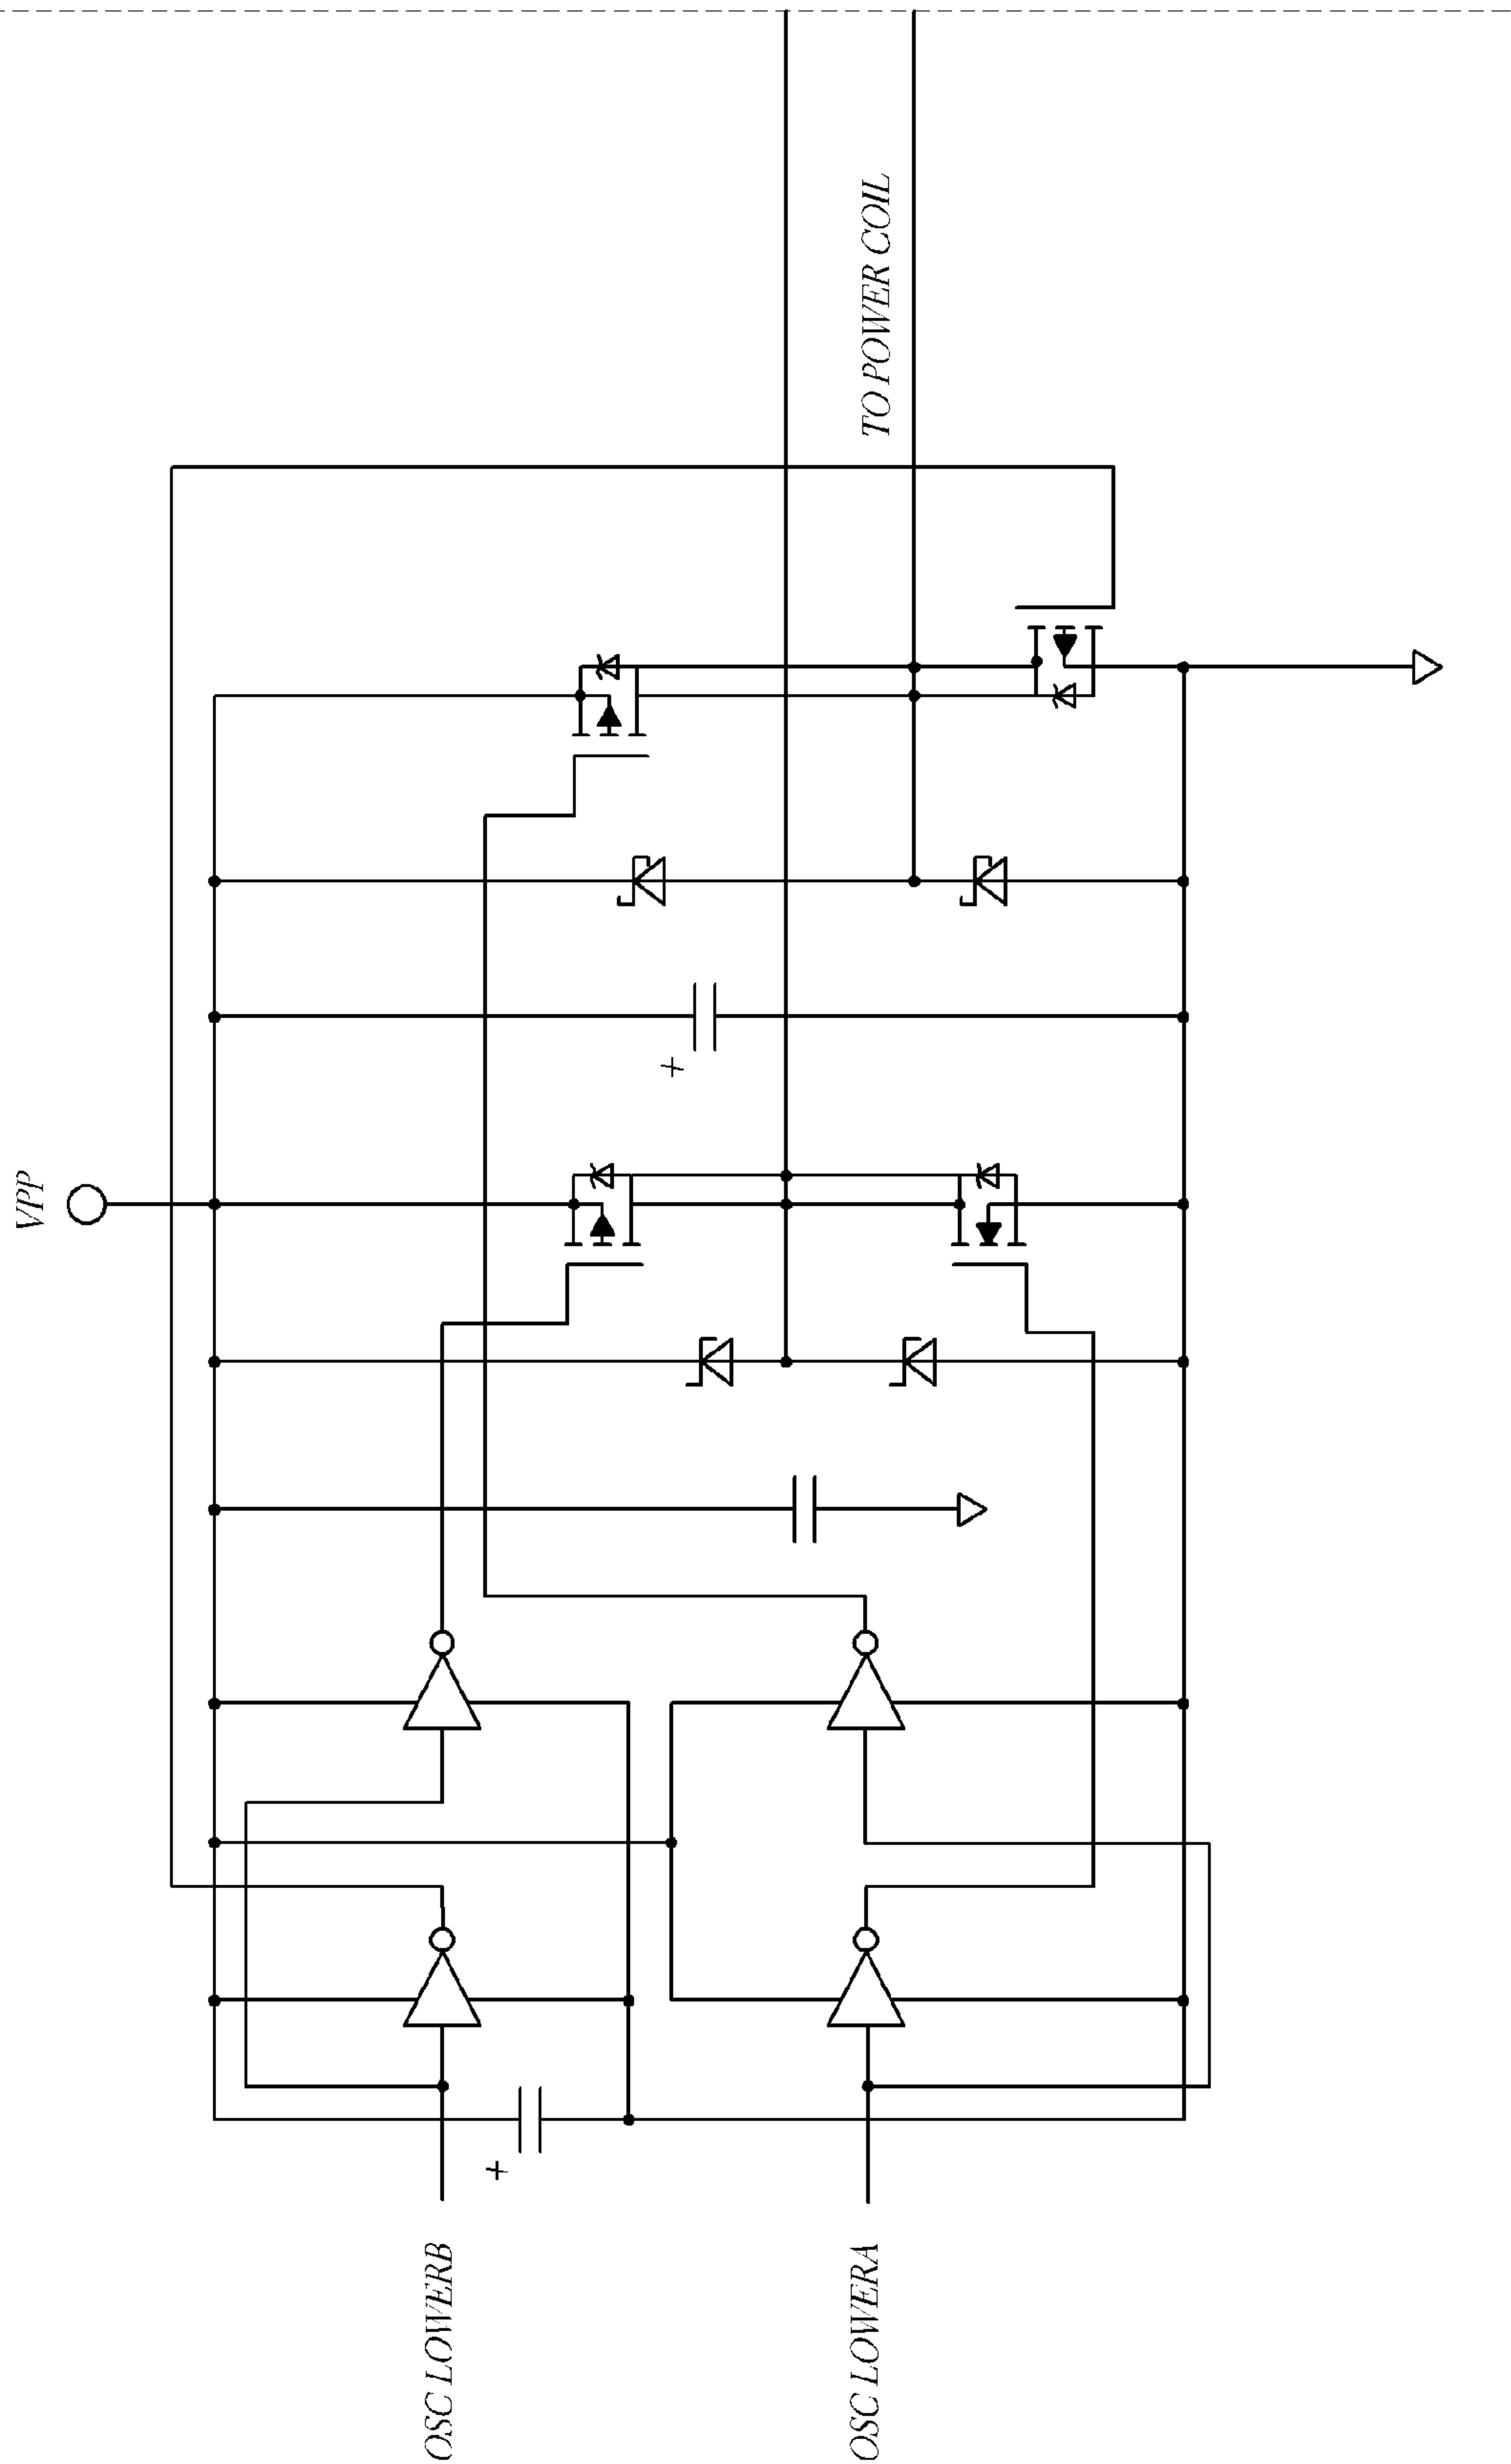 VPP
TO POWER COIL
+
+
OSC LOWERB
OSC LOWERA